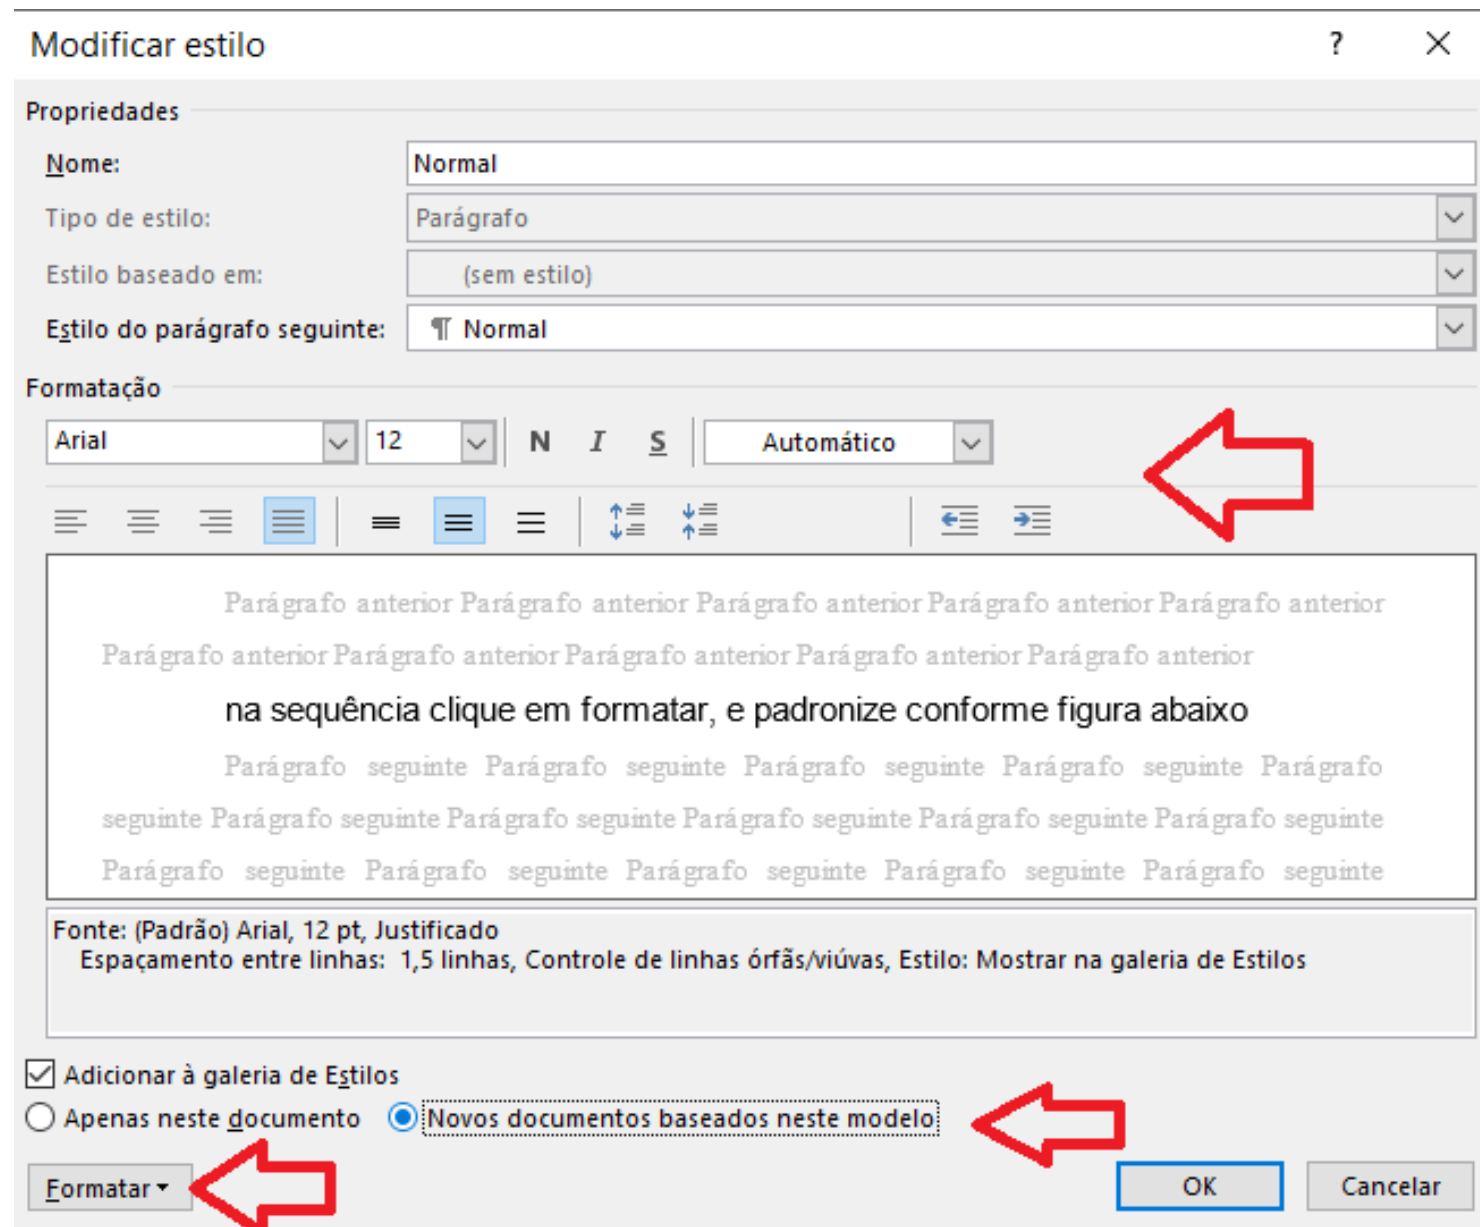 Modificar estilo ?
Propriedades
Nome: Normal
Tipo de estilo: Parágrafo
Estilo baseado em: (sem estilo)
Estilo do parágrafo seguinte: ¶ Normal
Formatação
Arial 12 N I S Automático
Parágrafo anterior Parágrafo anterior Parágrafo anterior Parágrafo anterior Parágrafo anterior
Parágrafo anterior Parágrafo anterior Parágrafo anterior Parágrafo anterior Parágrafo anterior
na sequência clique em formatar, e padronize conforme figura abaixo
Parágrafo seguinte Parágrafo seguinte Parágrafo seguinte Parágrafo seguinte Parágrafo
seguinte Parágrafo seguinte Parágrafo seguinte Parágrafo seguinte Parágrafo seguinte Parágrafo seguinte
Parágrafo seguinte Parágrafo seguinte Parágrafo seguinte Parágrafo seguinte Parágrafo seguinte
Fonte: (Padrão) Arial, 12 pt, Justificado
Espaçamento entre linhas: 1,5 linhas, Controle de linhas órfãs/viúvas, Estilo: Mostrar na galeria de Estilos
Adicionar à galeria de Estilos
Apenas neste documento Novos documentos baseados neste modelo
Formatar OK Cancelar